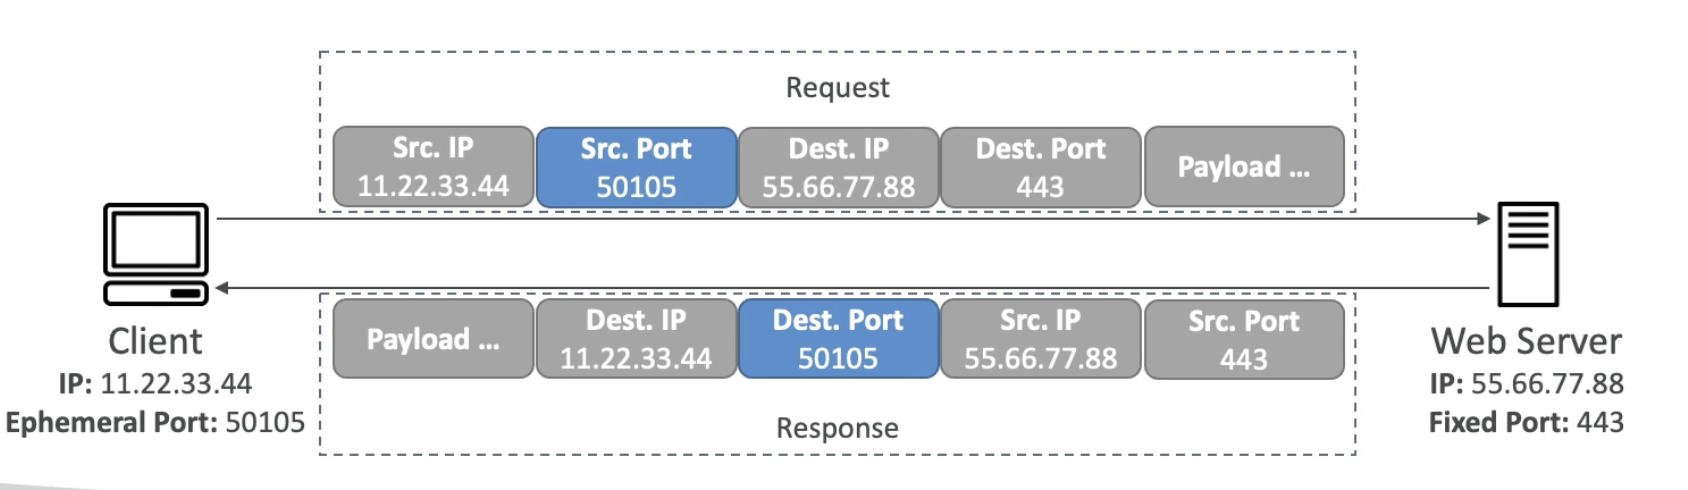 Request
Src. IP
11.22.33.44
Src. Port
50105
Dest. IP
55.66.77.88
Dest. Port
443
Payload ...
Client
IP: 11.22.33.44
Ephemeral Port: 50105
Payload ...
Dest. IP
11.22.33.44
Dest. Port
50105
Src. IP
55.66.77.88
Src. Port
443
Response
Web Server
IP: 55.66.77.88
Fixed Port: 443